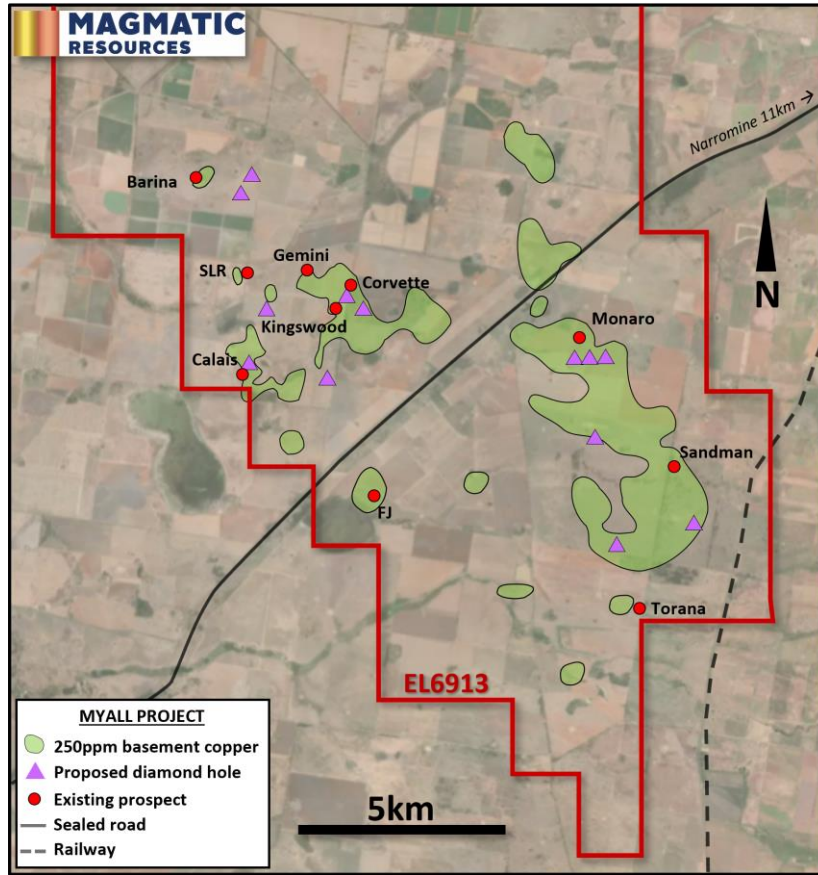 MAGMATIC
RESOURCES
Narromine 11km →
Barina
SLR
Gemini
Corvette
Kingswood
Monaro
N
Calais
Sandman
FJ
Torana
EL6913
MYALL PROJECT
250ppm basement copper
Proposed diamond hole
Existing prospect
Sealed road
Railway
5km